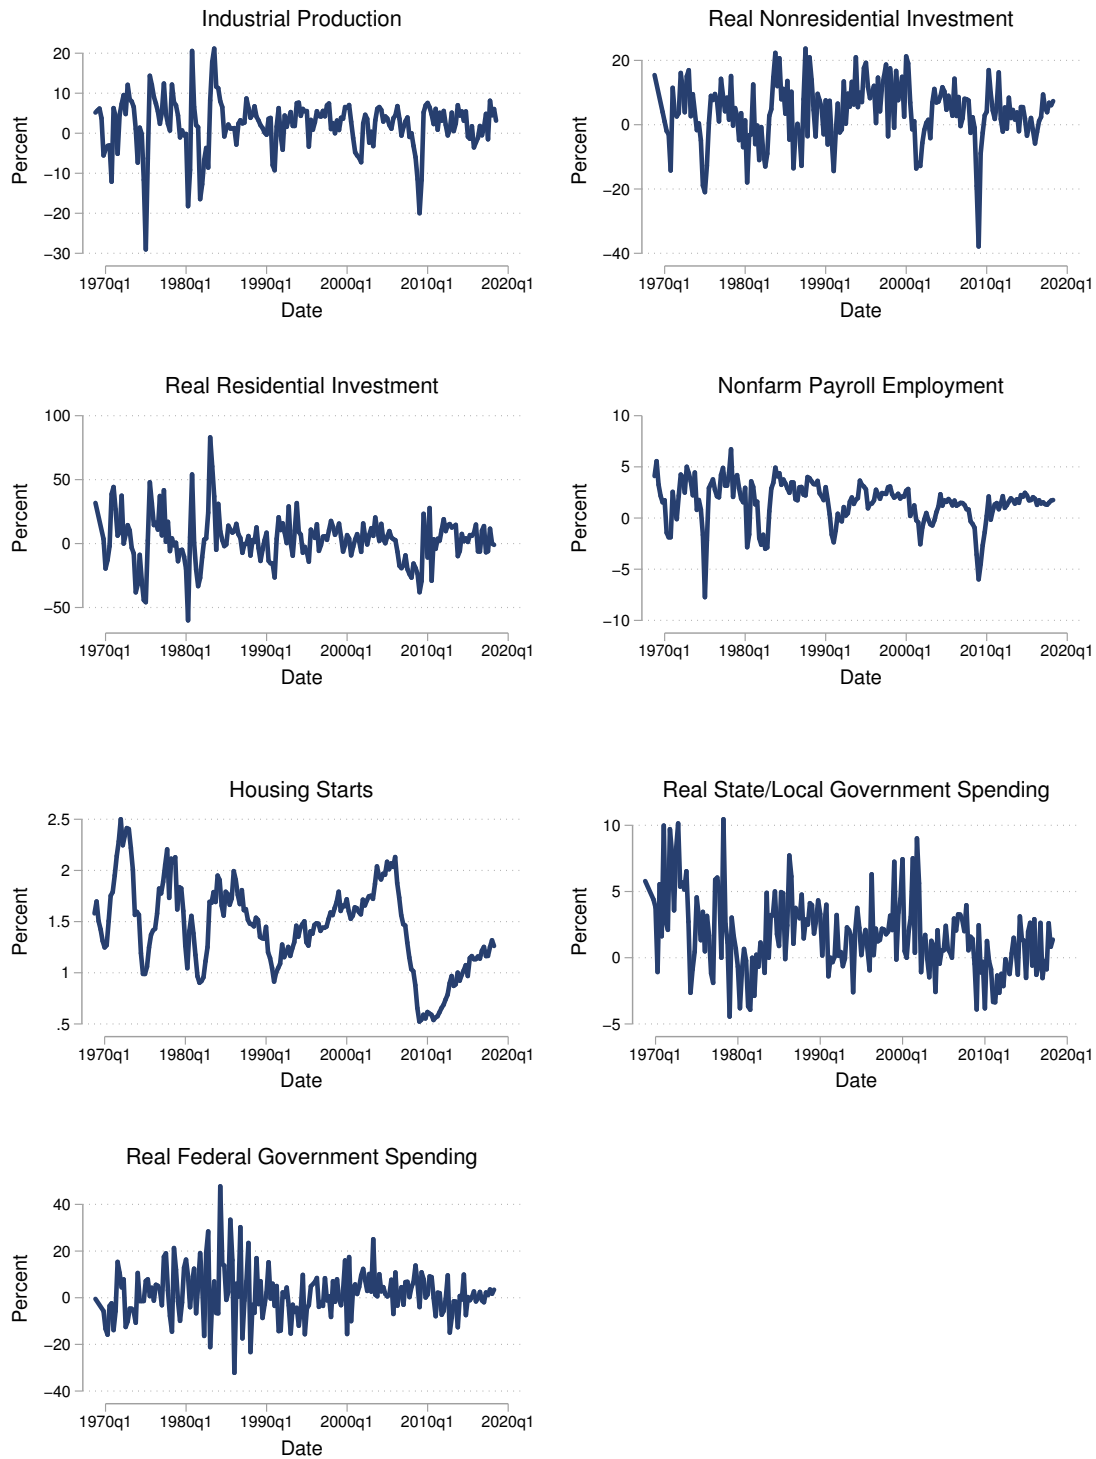 Industrial Production
Percent
20
10
0
−10
−20
−30
1970q1 1980q1 1990q1 2000q1 2010q1 2020q1
Date
Real Nonresidential Investment
Percent
20
0
−20
−40
1970q1 1980q1 1990q1 2000q1 2010q1 2020q1
Date
Real Residential Investment
Percent
100
50
0
−50
1970q1 1980q1 1990q1 2000q1 2010q1 2020q1
Date
Nonfarm Payroll Employment
Percent
10
5
0
−5
−10
1970q1 1980q1 1990q1 2000q1 2010q1 2020q1
Date
Housing Starts
Percent
2.5
2
1.5
1
.5
1970q1 1980q1 1990q1 2000q1 2010q1 2020q1
Date
Real State/Local Government Spending
Percent
10
5
0
−5
1970q1 1980q1 1990q1 2000q1 2010q1 2020q1
Date
Real Federal Government Spending
Percent
40
20
0
−20
−40
1970q1 1980q1 1990q1 2000q1 2010q1 2020q1
Date